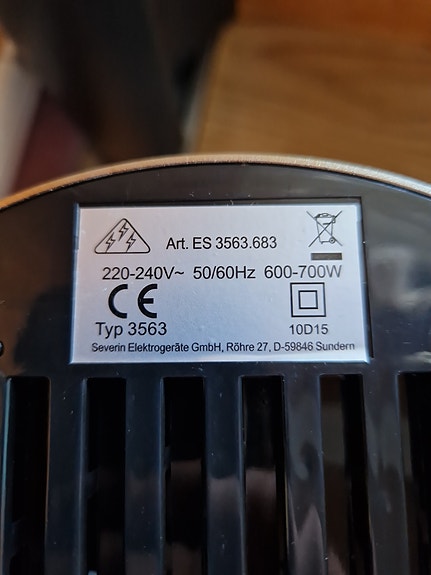 Art. ES 3563.683
220-240V~ 50/60Hz 600-700W
CE
Typ 3563 10D15
Severin Elektrogeräte GmbH, Röhre 27, D-59846 Sundern